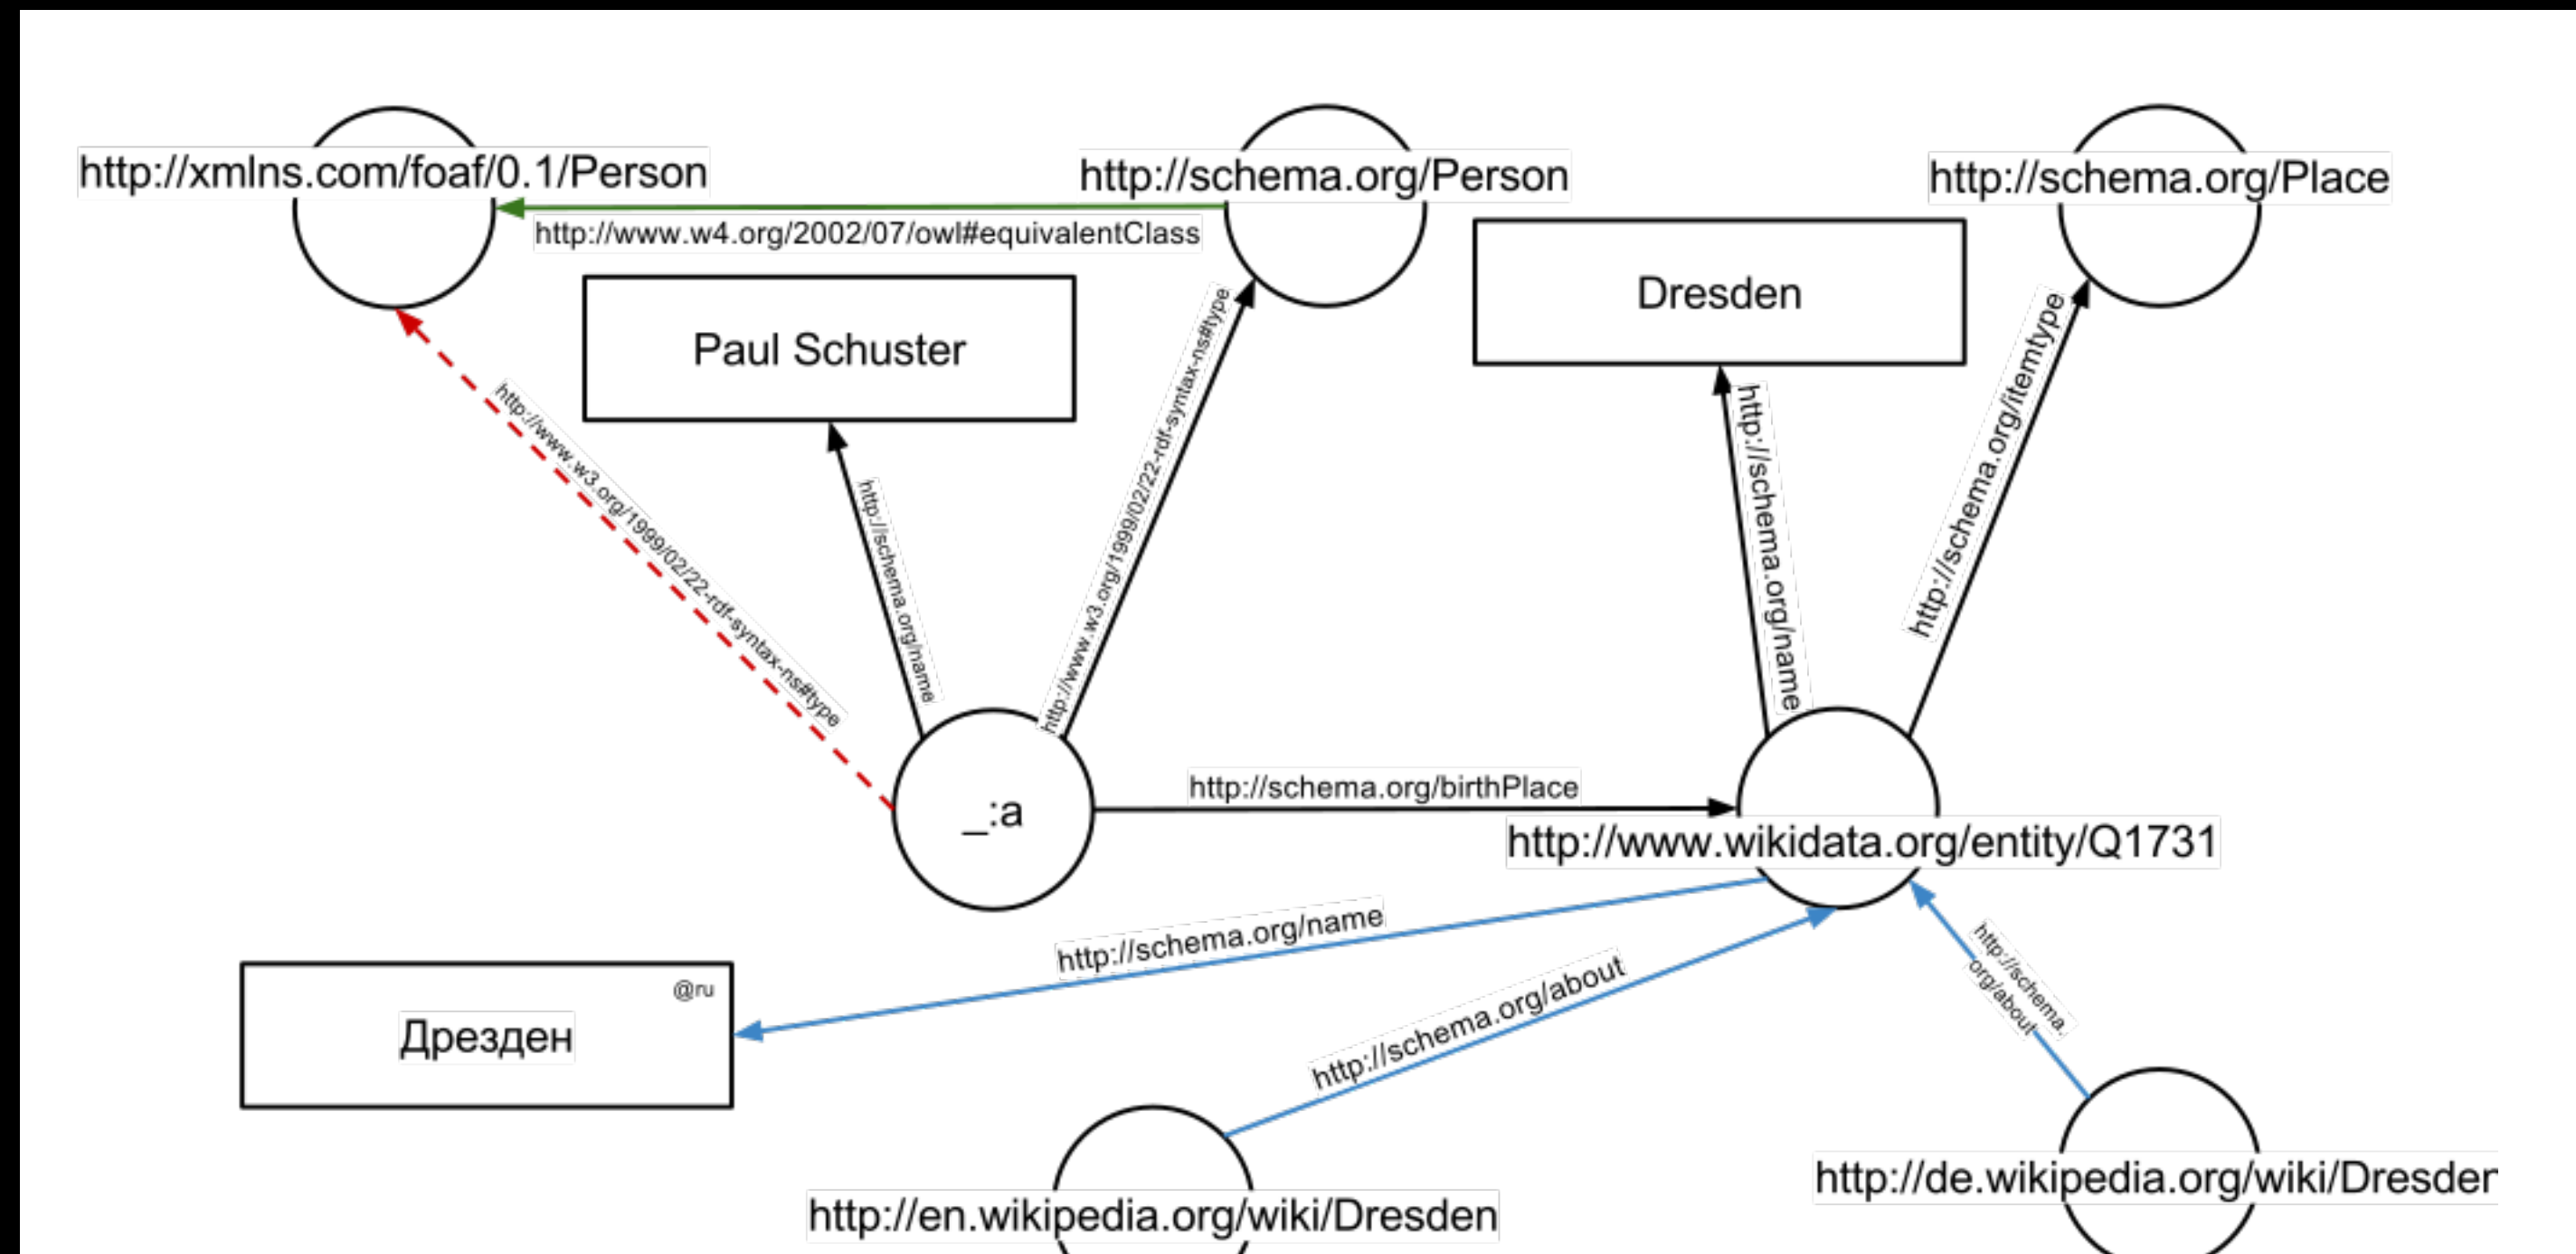 http://xmlns.com/foaf/0.1/Person
http://schema.org/Person
http://schema.org/Place
http://www.w4.org/2002/07/owl#equivalentClass
Dresden
Paul Schuster
http://www.w3.org/1999/02/22-rdf-syntax-ns#type
http://schema.org/name
http://www.w3.org/1999/02/22-rdf-syntax-ns#type
http://schema.org/name
http://schema.org/itemtype
_:a
http://schema.org/birthPlace
http://www.wikidata.org/entity/Q1731
http://schema.org/name
http://schema.org/about
http://schema.
org/about
@ru
Дрезден
http://de.wikipedia.org/wiki/Dresden
http://en.wikipedia.org/wiki/Dresden